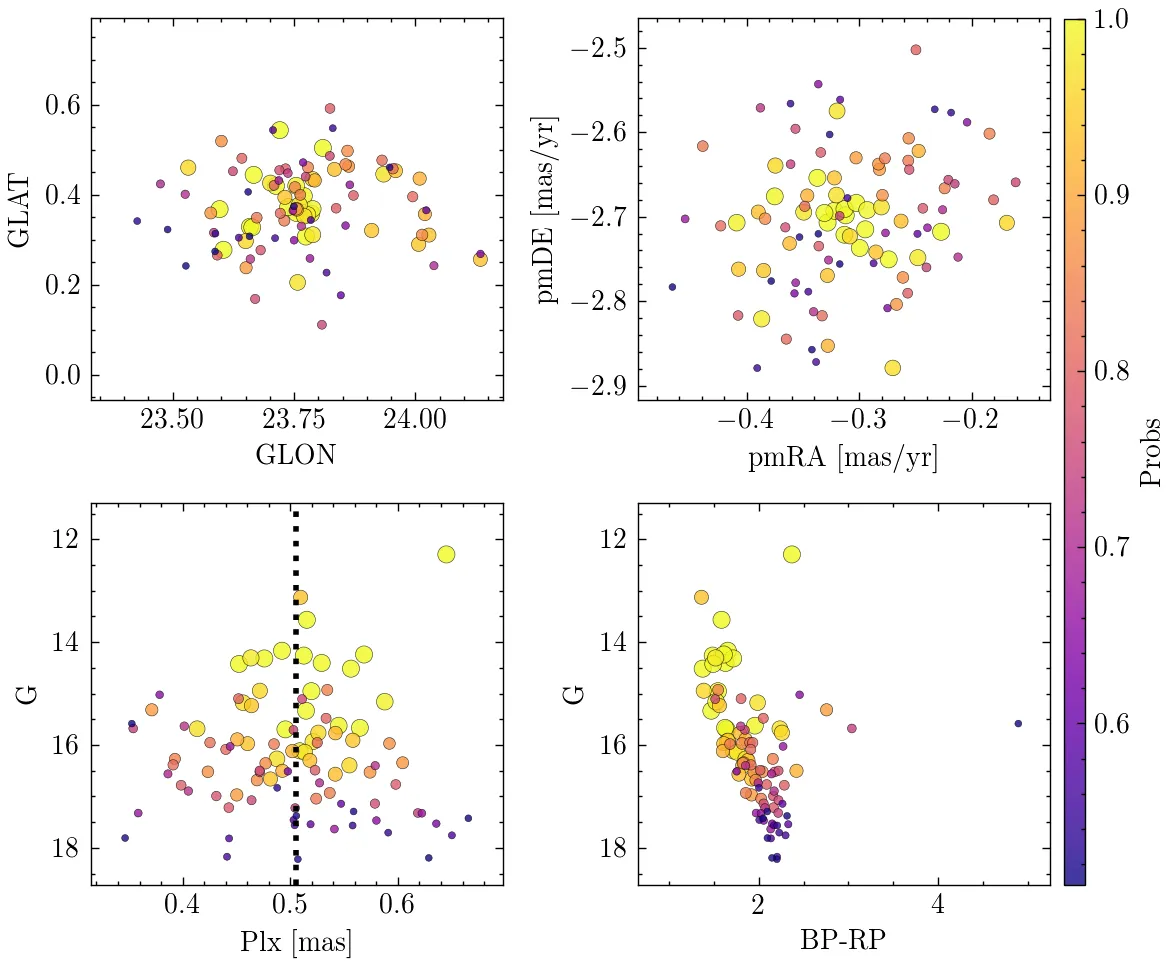 0.6
0.4
0.2
0.0
GLAT
23.50 23.75 24.00
GLON
−2.5
−2.6
−2.7
−2.8
−2.9
pmDE [mas/yr]
−0.4 −0.3 −0.2
pmRA [mas/yr]
1.0
0.9
0.8
0.7
0.6
Probs
12
14
16
18
G
0.4 0.5 0.6
Plx [mas]
12
14
16
18
G
2 4
BP-RP